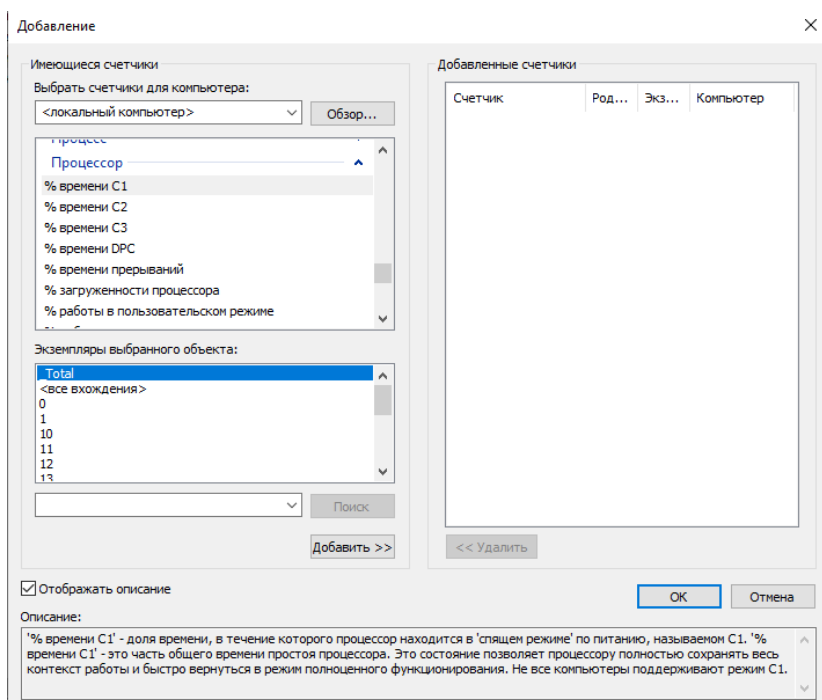 Добавление
Имеющиеся счетчики
Выбрать счетчики для компьютера:
<локальный компьютер>
Обзор...
Процесс
Процессор
% времени C1
% времени C2
% времени C3
% времени DPC
% времени прерываний
% загруженности процессора
% работы в пользовательском режиме
Экземпляры выбранного объекта:
_Total
<все вхождения>
0
1
10
11
12
13
Поиск
Добавить >>
Добавленные счетчики
Счетчик Род... Экз... Компьютер
<< Удалить
Отображать описание
ОК
Отмена
Описание:
'% времени C1' - доля времени, в течение которого процессор находится в 'спящем режиме' по питанию, называемом C1. '%
времени C1' - это часть общего времени простоя процессора. Это состояние позволяет процессору полностью сохранять весь
контекст работы и быстро вернуться в режим полноценного функционирования. Не все компьютеры поддерживают режим C1.